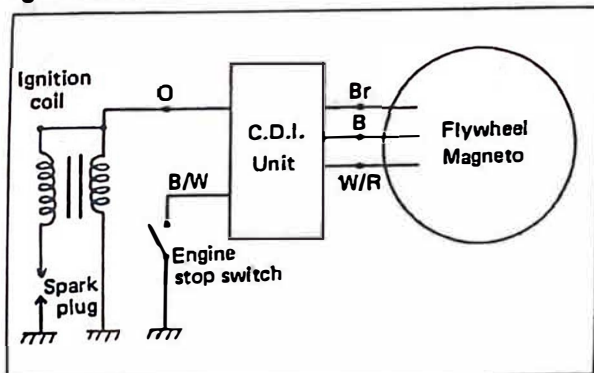 Ignition
coil
O
B/W
C.D.I.
Unit
Br
B
W/R
Flywheel
Magneto
Engine
stop switch
Spark
plug